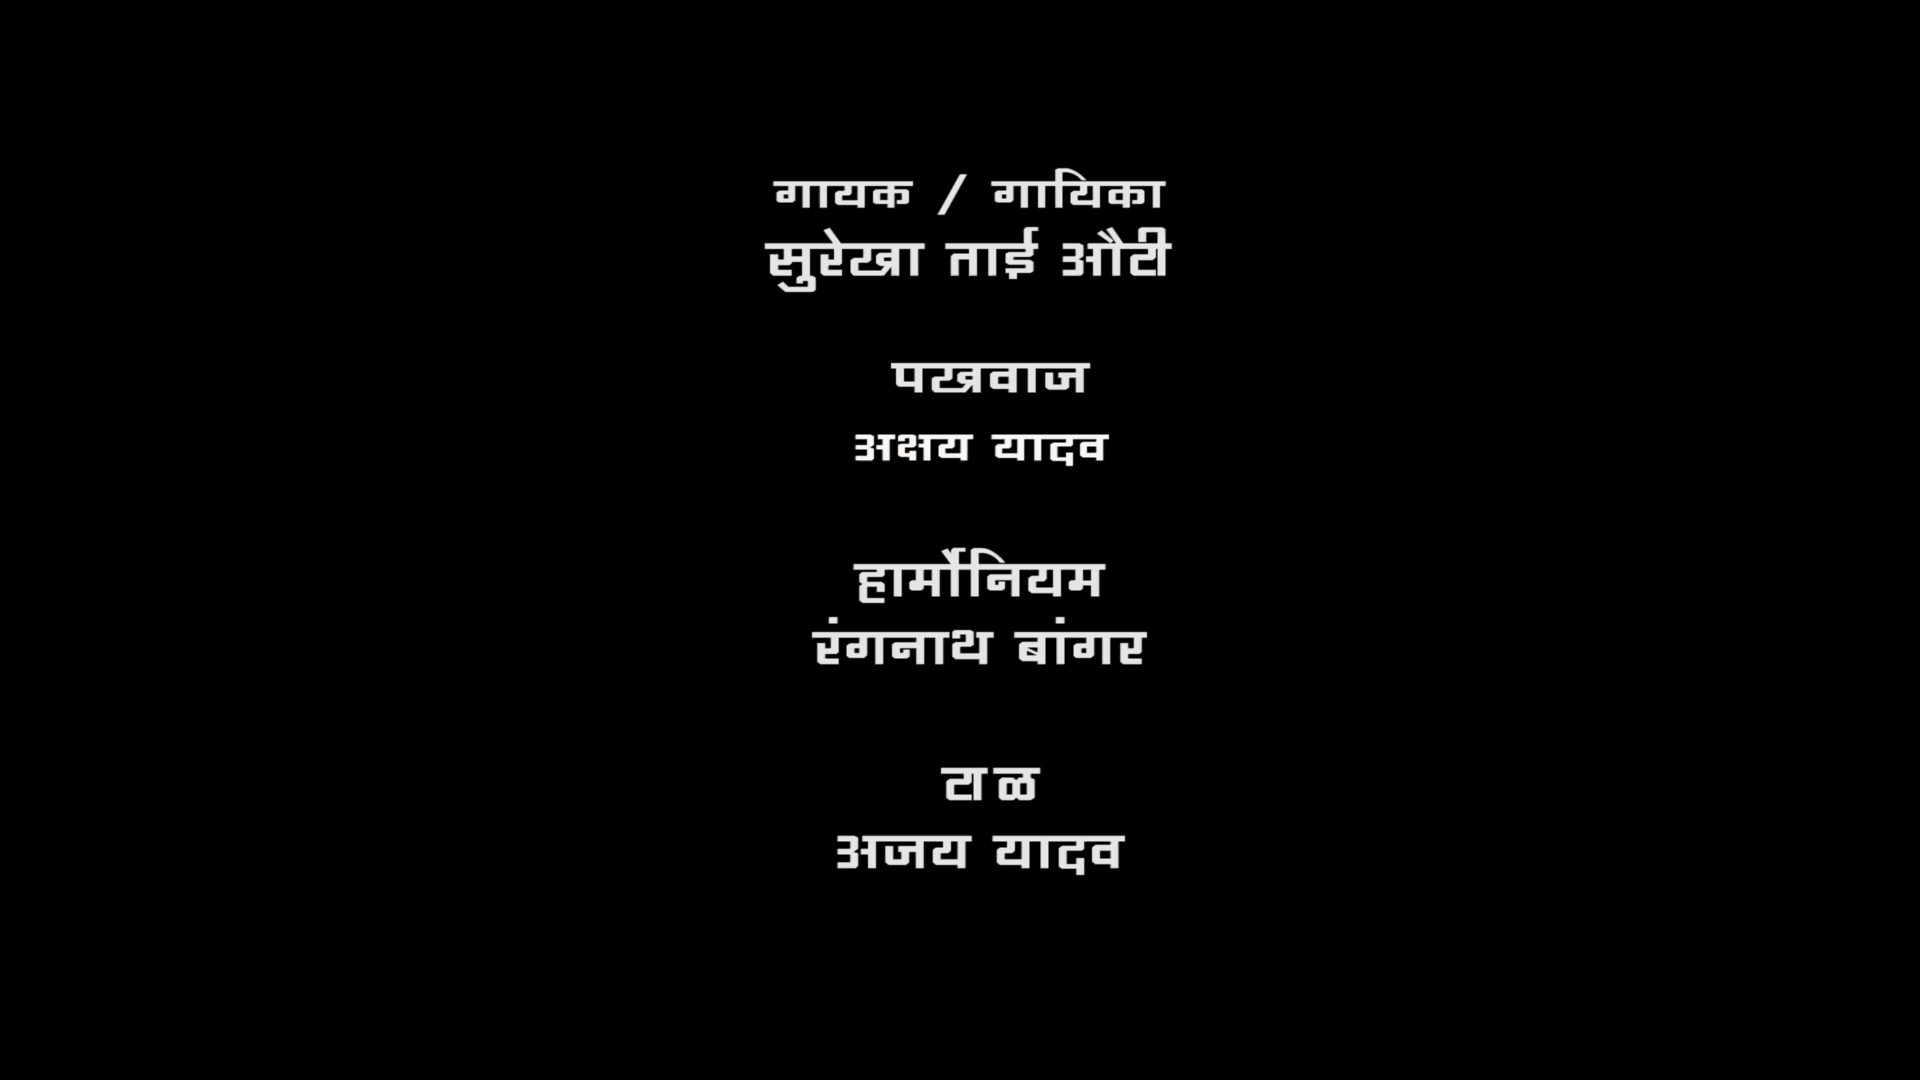 गायक / गायिका
सुरेखा ताई औटी
पखवाज
अक्षय यादव
हार्मोनियम
रंगनाथ बांगर
टाळ
अजय यादव